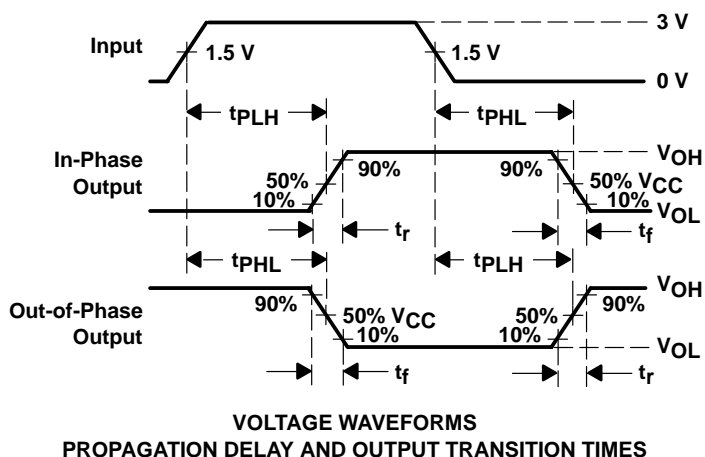 3 V
Input
1.5 V
1.5 V
0 V
tPLH
tPHL
In-Phase
Output
VOH
90%
90%
50%
50% VCC
10%
10%
VOL
tr
tf
tPHL
tPLH
Out-of-Phase
Output
VOH
90%
90%
50% VCC
50%
10%
10%
VOL
tf
tr
VOLTAGE WAVEFORMS
PROPAGATION DELAY AND OUTPUT TRANSITION TIMES